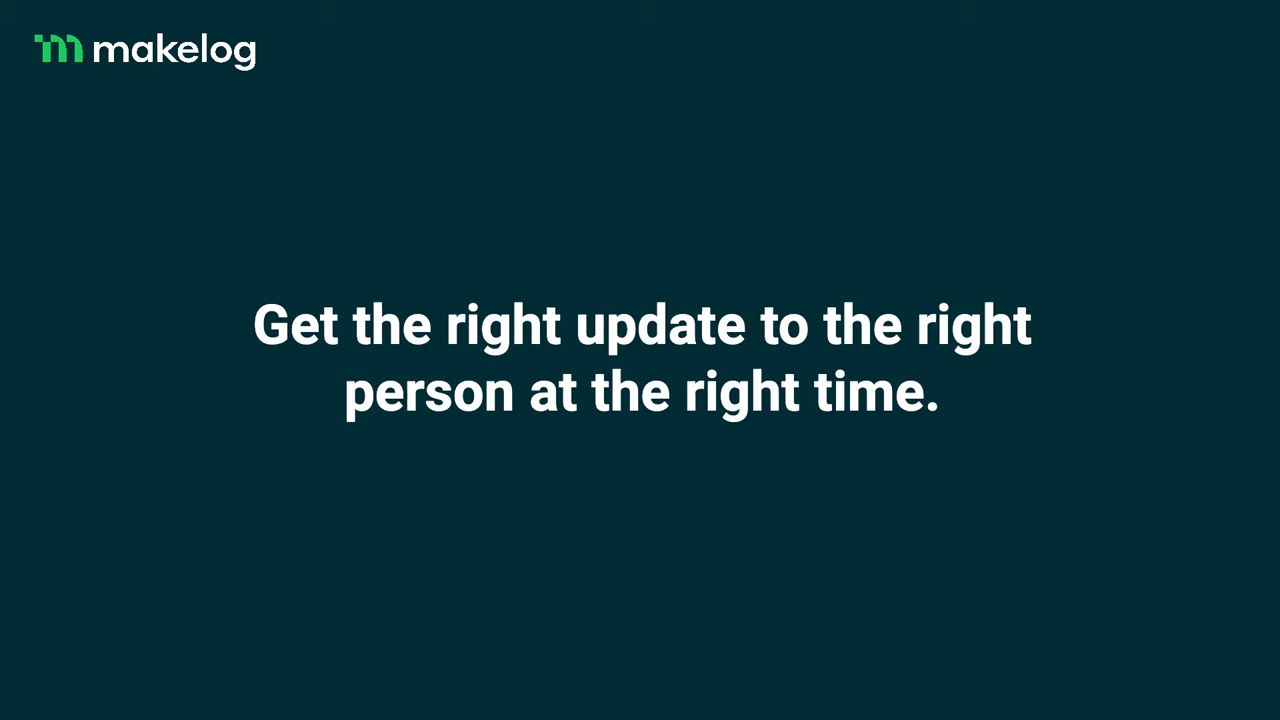 makelog
Get the right update to the right
person at the right time.